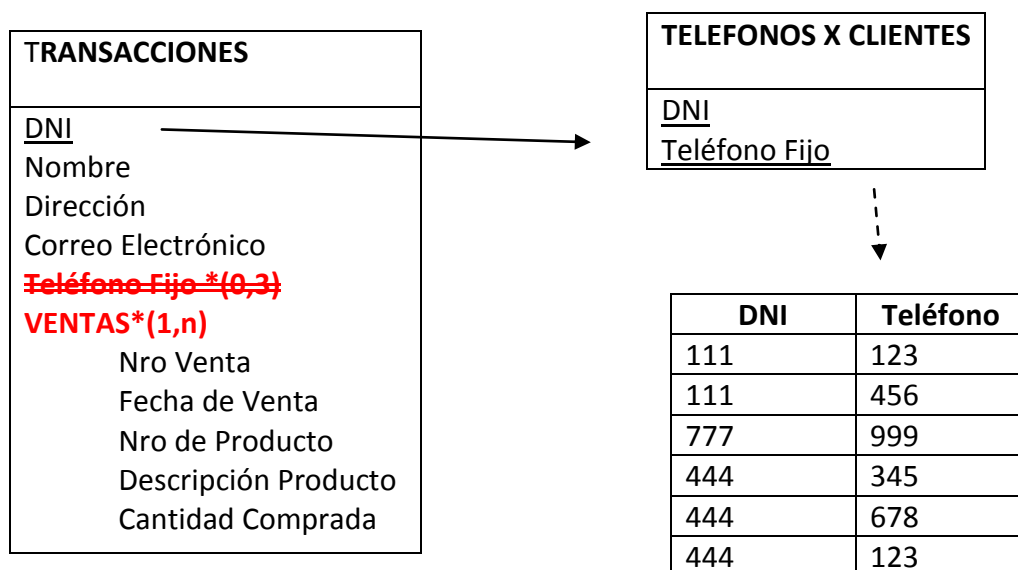 TRANSACCIONES
DNI
Nombre
Dirección
Correo Electrónico
Teléfono Fijo *(0,3)
VENTAS*(1,n)
Nro Venta
Fecha de Venta
Nro de Producto
Descripción Producto
Cantidad Comprada
TELEFONOS X CLIENTES
DNI
Teléfono Fijo
DNI Teléfono
111 123
111 456
777 999
444 345
444 678
444 123